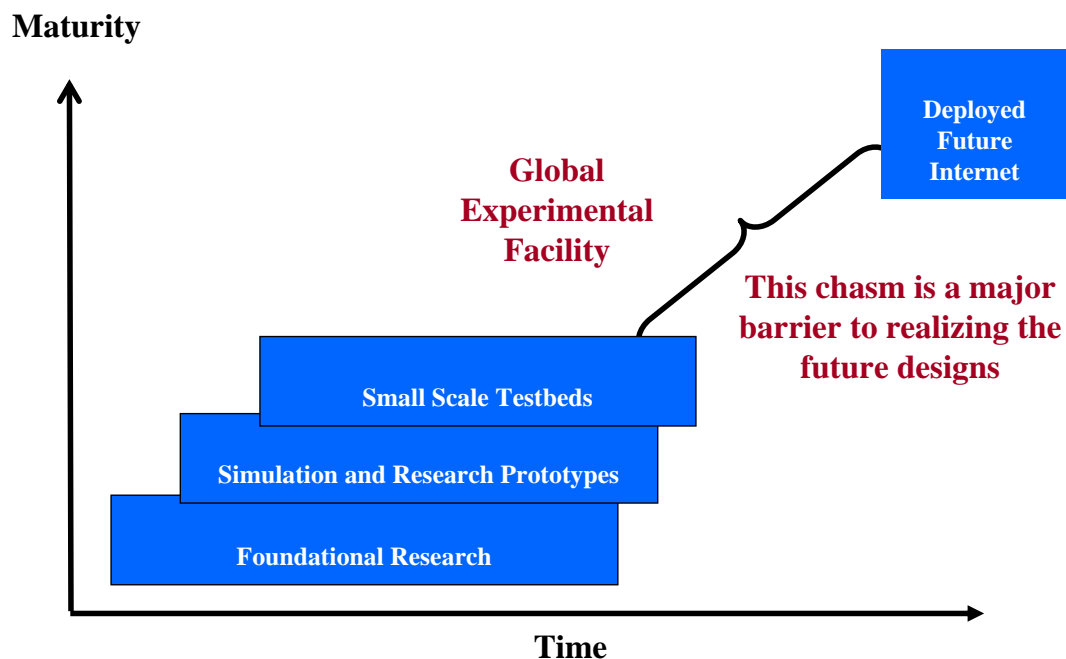 Maturity
Deployed
Future
Internet
Global
Experimental
Facility
This chasm is a major
barrier to realizing the
future designs
Small Scale Testbeds
Simulation and Research Prototypes
Foundational Research
Time